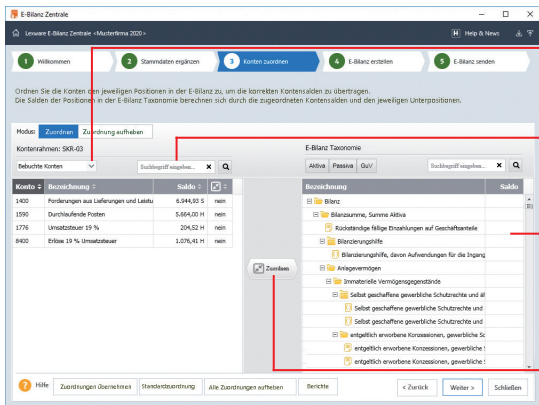 E-Bilanz Zentrale
Lexware E-Bilanz Zentrale <Musterfirma 2020>
H Help & News
1 Willkommen
2 Stammdaten ergänzen
3 Konten zuordnen
4 E-Bilanz erstellen
5 E-Bilanz senden
Ordnen Sie die Konten den jeweiligen Positionen in der E-Bilanz zu, um die korrekten Kontensalden zu übertragen.
Die Salden der Positionen in der E-Bilanz Taxonomie berechnen sich durch die zugeordneten Kontensalden und den jeweiligen Unterpositionen.
Modus: Zuordnen Zuordnung aufheben
Kontenrahmen: SKR-03
E-Bilanz Taxonomie
Bebuchte Konten Suchbegriff eingeben...
Aktiva Passiva GuV Suchbegriff eingeben...
Konto Bezeichnung Saldo
1400 Forderungen aus Lieferungen und Leistu 6.944,93 S nein
1590 Durchlaufende Posten 5.664,00 H nein
1776 Umsatzsteuer 19 % 204,52 H nein
8400 Erlöse 19 % Umsatzsteuer 1.076,41 H nein
Zuordnen
Bezeichnung Saldo
Bilanz
Bilanzsumme, Summe Aktiva
Rückständige fällige Einzahlungen auf Geschäftsanteile
Bilanzierungshilfe
Bilanzierungshilfe, davon Aufwendungen für die Ingang
Anlagevermögen
Immaterielle Vermögensgegenstände
Selbst geschaffene gewerbliche Schutzrechte und äl
Selbst geschaffene gewerbliche Schutzrechte und
Selbst geschaffene gewerbliche Schutzrechte und
entgeltlich erworbene Konzessionen, gewerbliche Sc
entgeltlich erworbene Konzessionen, gewerbliche S
entgeltlich erworbene Konzessionen, gewerbliche S
? Hilfe
Zuordnungen übernehmen
Standardzuordnung
Alle Zuordnungen aufheben
Berichte
< Zurück
Weiter >
Schließen